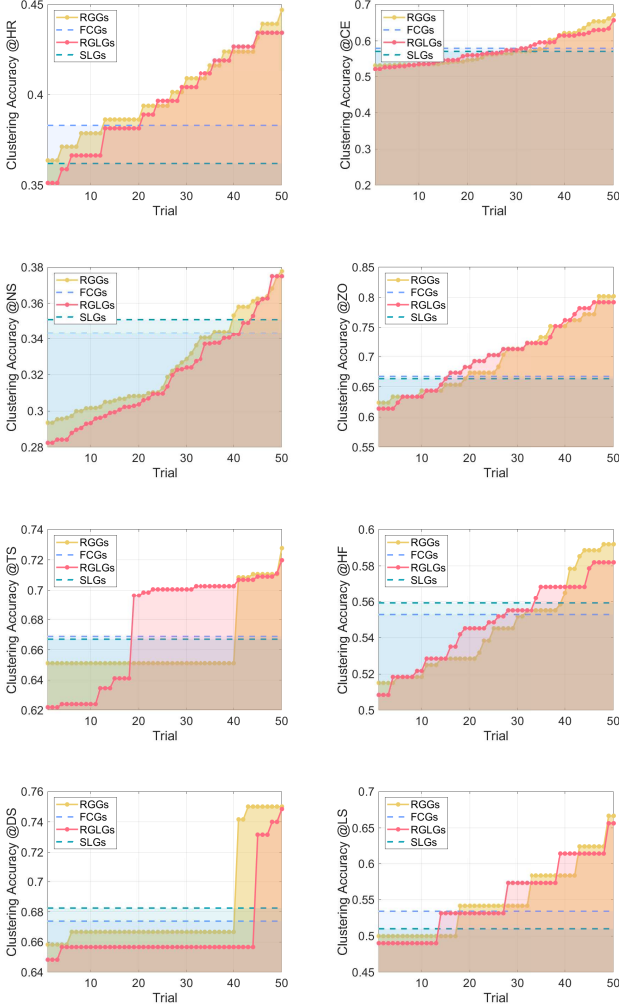 Clustering Accuracy @HR
0.45
0.4
0.35
RGGs
FCGs
RGLGs
SLGs
10 20 30 40 50
Trial
Clustering Accuracy @CE
0.7
0.6
0.5
0.4
0.3
0.2
RGGs
FCGs
RGLGs
SLGs
10 20 30 40 50
Trial
Clustering Accuracy @NS
0.38
0.36
0.34
0.32
0.3
0.28
RGGs
FCGs
RGLGs
SLGs
10 20 30 40 50
Trial
Clustering Accuracy @ZO
0.85
0.8
0.75
0.7
0.65
0.6
0.55
RGGs
FCGs
RGLGs
SLGs
10 20 30 40 50
Trial
Clustering Accuracy @TS
0.74
0.72
0.7
0.68
0.66
0.64
0.62
RGGs
FCGs
RGLGs
SLGs
10 20 30 40 50
Trial
Clustering Accuracy @HF
0.6
0.58
0.56
0.54
0.52
0.5
RGGs
FCGs
RGLGs
SLGs
10 20 30 40 50
Trial
Clustering Accuracy @DS
0.76
0.74
0.72
0.7
0.68
0.66
0.64
RGGs
FCGs
RGLGs
SLGs
10 20 30 40 50
Trial
Clustering Accuracy @LS
0.7
0.65
0.6
0.55
0.5
0.45
RGGs
FCGs
RGLGs
SLGs
10 20 30 40 50
Trial